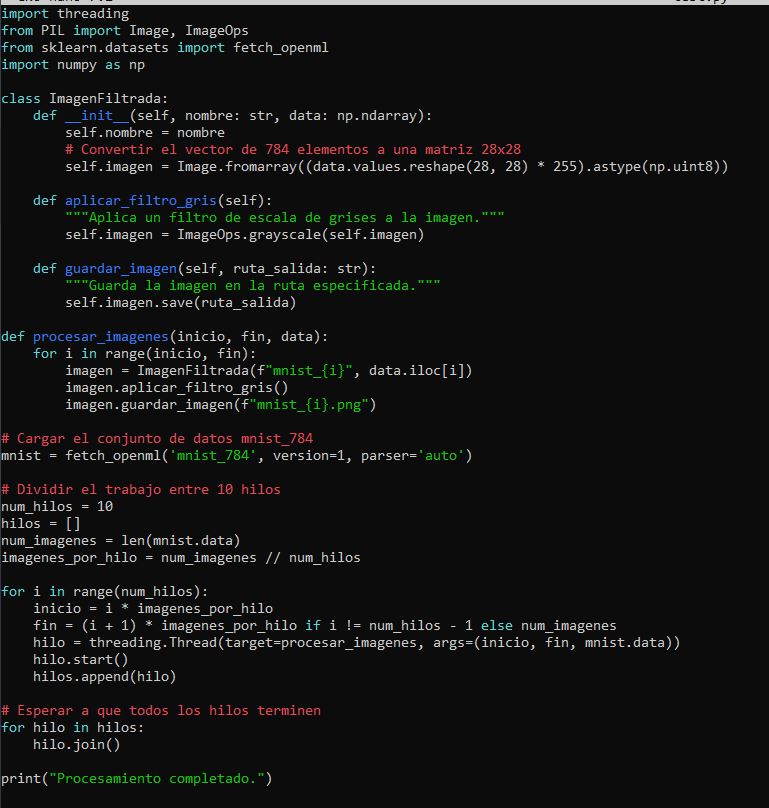 import threading
from PIL import Image, ImageOps
from sklearn.datasets import fetch_openml
import numpy as np

class ImagenFiltrada:
    def __init__(self, nombre: str, data: np.ndarray):
        self.nombre = nombre
        # Convertir el vector de 784 elementos a una matriz 28x28
        self.imagen = Image.fromarray((data.values.reshape(28, 28) * 255).astype(np.uint8))

    def aplicar_filtro_gris(self):
        """Aplica un filtro de escala de grises a la imagen."""
        self.imagen = ImageOps.grayscale(self.imagen)

    def guardar_imagen(self, ruta_salida: str):
        """Guarda la imagen en la ruta especificada."""
        self.imagen.save(ruta_salida)

def procesar_imagenes(inicio, fin, data):
    for i in range(inicio, fin):
        imagen = ImagenFiltrada(f"mnist_{i}", data.iloc[i])
        imagen.aplicar_filtro_gris()
        imagen.guardar_imagen(f"mnist_{i}.png")

# Cargar el conjunto de datos mnist_784
mnist = fetch_openml('mnist_784', version=1, parser='auto')

# Dividir el trabajo entre 10 hilos
num_hilos = 10
hilos = []
num_imagenes = len(mnist.data)
imagenes_por_hilo = num_imagenes // num_hilos

for i in range(num_hilos):
    inicio = i * imagenes_por_hilo
    fin = (i + 1) * imagenes_por_hilo if i != num_hilos - 1 else num_imagenes
    hilo = threading.Thread(target=procesar_imagenes, args=(inicio, fin, mnist.data))
    hilo.start()
    hilos.append(hilo)

# Esperar a que todos los hilos terminen
for hilo in hilos:
    hilo.join()

print("Procesamiento completado.")